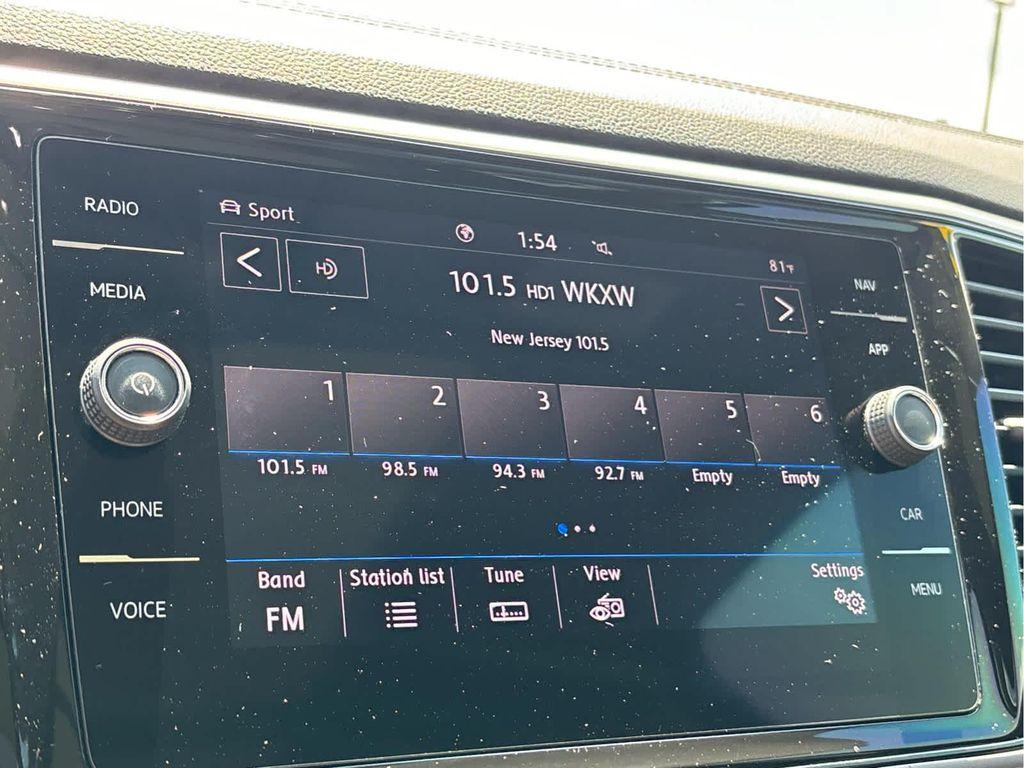 RADIO
MEDIA
PHONE
VOICE
Sport
1:54
81°F
HD
101.5 HD1 WKXW
New Jersey 101.5
1 2 3 4 5 6
101.5 FM 98.5 FM 94.3 FM 92.7 FM Empty Empty
Band Station list Tune View Settings
FM
NAV
APP
CAR
MENU